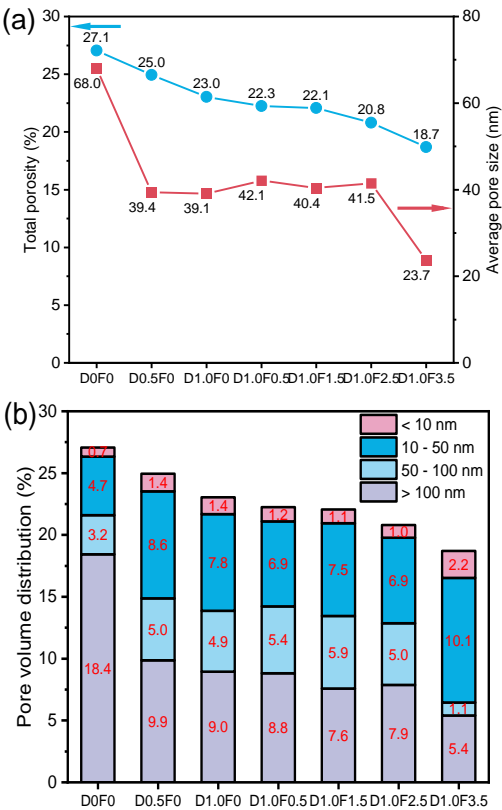 (a)
30
25
20
15
10
5
0
Total porosity (%)
80
60
40
20
0
Average pore size (nm)
27.1
25.0
23.0
22.3
22.1
20.8
18.7
68.0
39.4
39.1
42.1
40.4
41.5
23.7
D0F0 D0.5F0 D1.0F0 D1.0F0.5 D1.0F1.5 D1.0F2.5 D1.0F3.5
(b)
30
25
20
15
10
5
0
Pore volume distribution (%)
< 10 nm
10 - 50 nm
50 - 100 nm
> 100 nm
0.7 1.4 1.4 1.2 1.1 1.0 2.2
4.7 8.6 7.8 6.9 7.5 6.9 10.1
3.2 5.0 4.9 5.4 5.9 5.0 1.1
18.4 9.9 9.0 8.8 7.6 7.9 5.4
D0F0 D0.5F0 D1.0F0 D1.0F0.5 D1.0F1.5 D1.0F2.5 D1.0F3.5